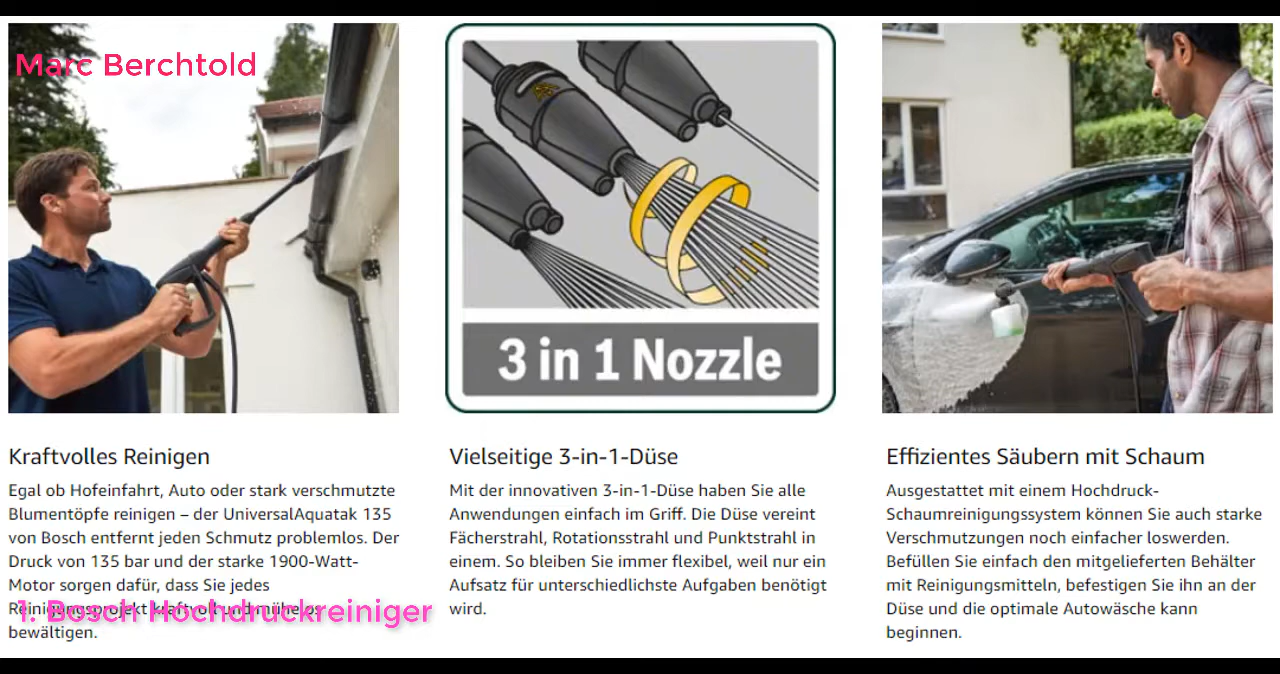 Marc Berchtold
3 in 1 Nozzle
Kraftvolles Reinigen
Egal ob Hofeinfahrt, Auto oder stark verschmutzte
Blumentöpfe reinigen – der UniversalAquatak 135
von Bosch entfernt jeden Schmutz problemlos. Der
Druck von 135 bar und der starke 1900-Watt-
Motor sorgen dafür, dass Sie jedes
Reinigungsprojekt kraftvoll und mühelos
bewältigen.
1. Bosch Hochdruckreiniger
Vielseitige 3-in-1-Düse
Mit der innovativen 3-in-1-Düse haben Sie alle
Anwendungen einfach im Griff. Die Düse vereint
Fächerstrahl, Rotationsstrahl und Punktstrahl in
einem. So bleiben Sie immer flexibel, weil nur ein
Aufsatz für unterschiedlichste Aufgaben benötigt
wird.
Effizientes Säubern mit Schaum
Ausgestattet mit einem Hochdruck-
Schaumreinigungssystem können Sie auch starke
Verschmutzungen noch einfacher loswerden.
Befüllen Sie einfach den mitgelieferten Behälter
mit Reinigungsmitteln, befestigen Sie ihn an der
Düse und die optimale Autowäsche kann
beginnen.